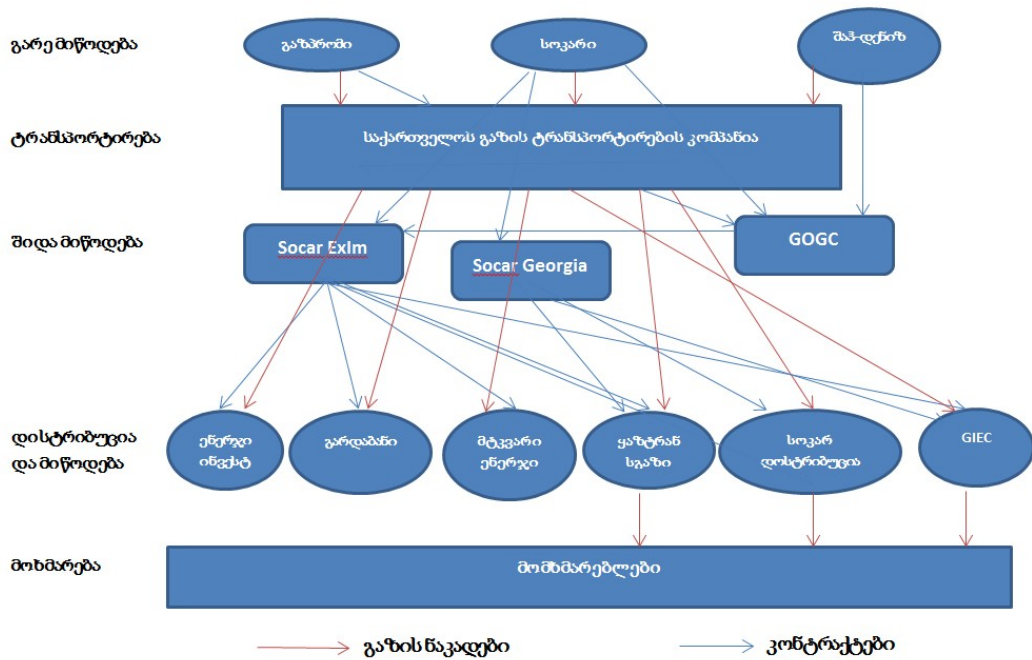 გარე მიწოდება
გაზპრომი
სოკარი
შაჰ-დენიზ
ტრანსპორტირება
საქართველოს გაზის ტრანსპორტირების კომპანია
შიდა მიწოდება
Socar ExIm
Socar Georgia
GOGC
დისტრიბუცია
და მიწოდება
ენერჯი
ინვესტ
გარდაბანი
მტკვარი
ენერჯი
ყაზტრან
სგაზი
სოკარ
დოსტრიბუცია
GIEC
მოხმარება
მომხმარებლები
გაზის ნაკადები
კონტრაქტები